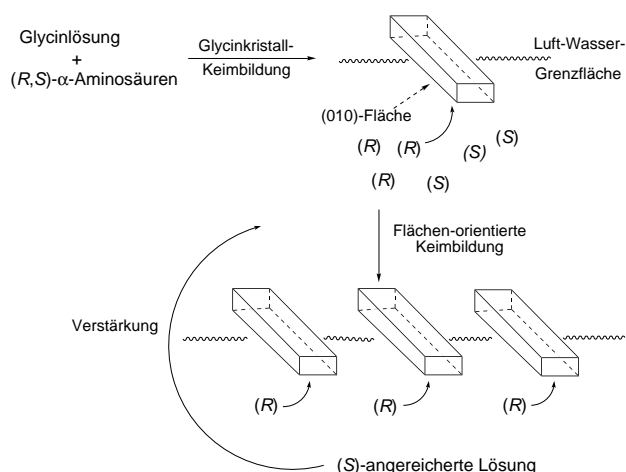 Glycinlösung
+
(R,S)-α-Aminosäuren
Glycinkristall-
Keimbildung
Luft-Wasser-
Grenzfläche
(010)-Fläche
(R) (R) (S) (S)
(R) (S)
Flächen-orientierte
Keimbildung
Verstärkung
(R) (R) (R)
(S)-angereicherte Lösung